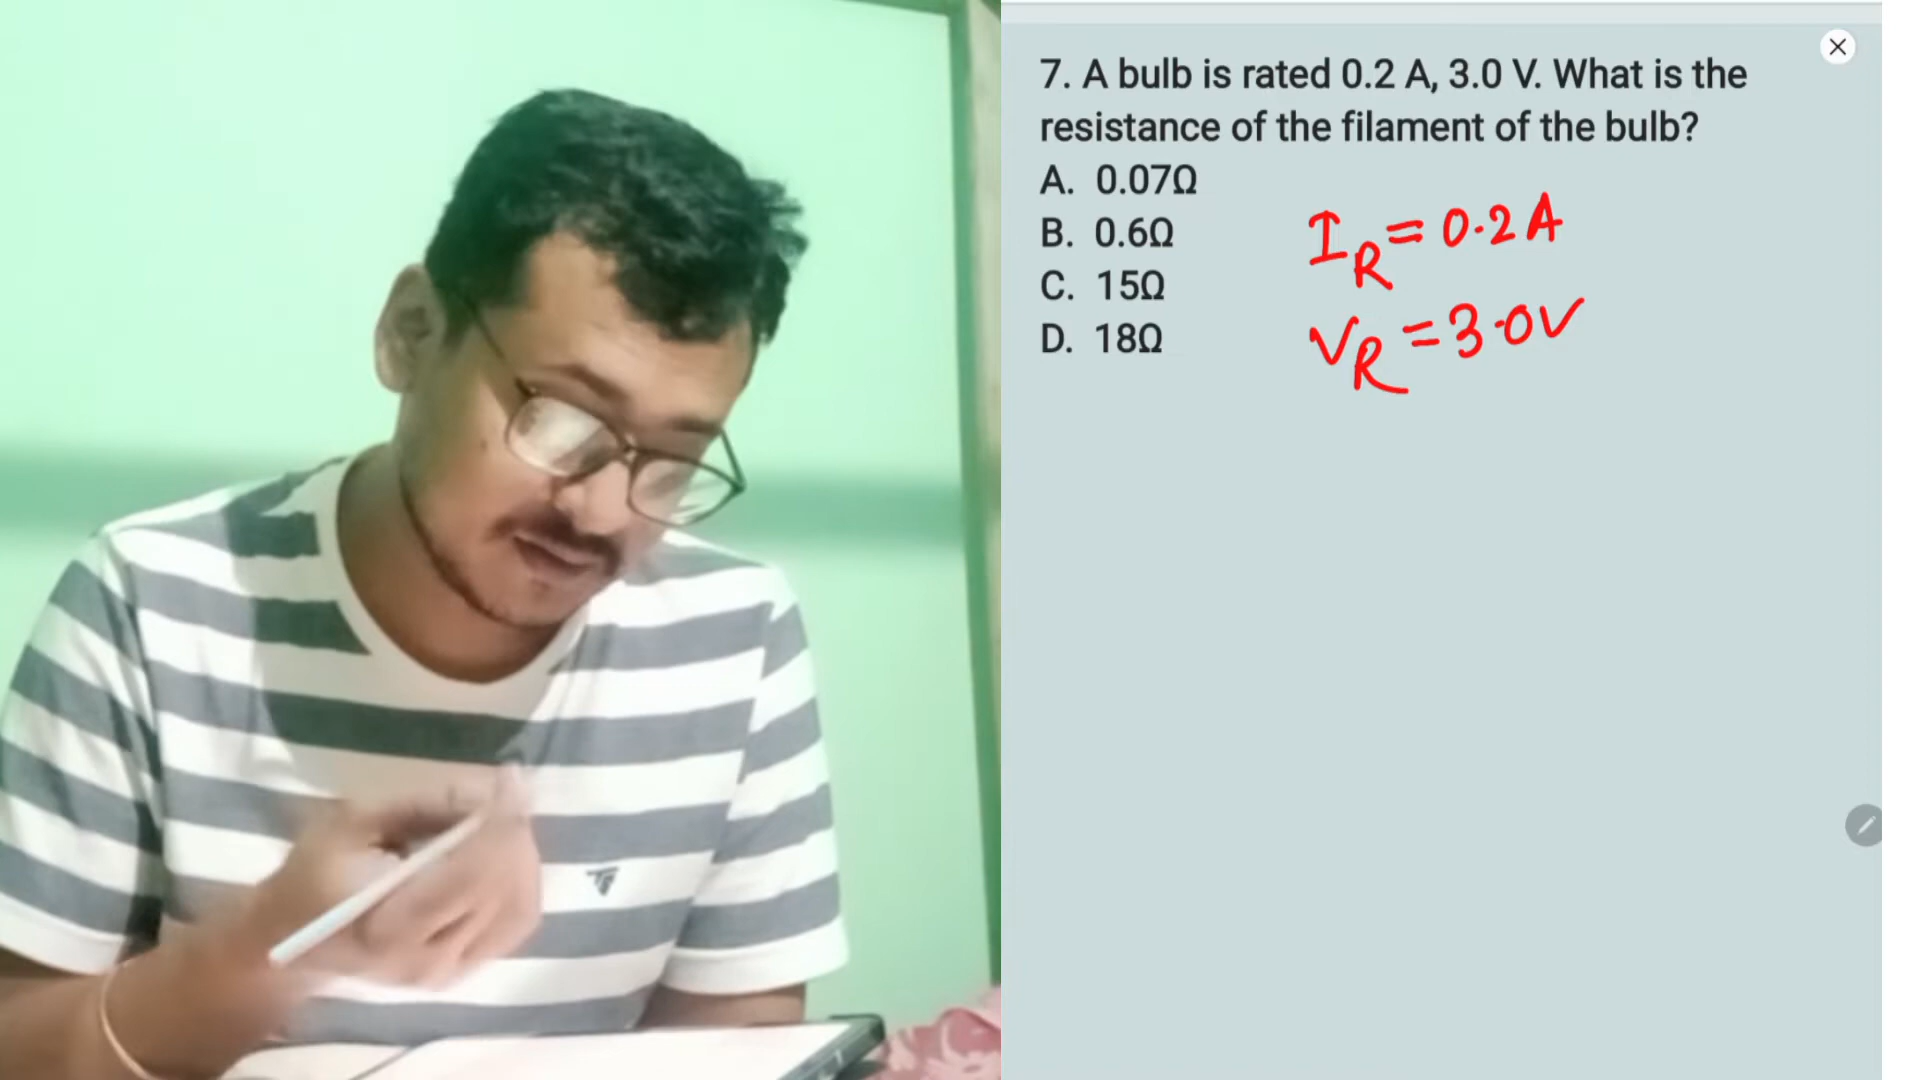 7. A bulb is rated 0.2 A, 3.0 V. What is the
resistance of the filament of the bulb?
A. 0.07Ω
B. 0.6Ω
C. 15Ω
D. 18Ω
I_R = 0.2 A
V_R = 3.0V